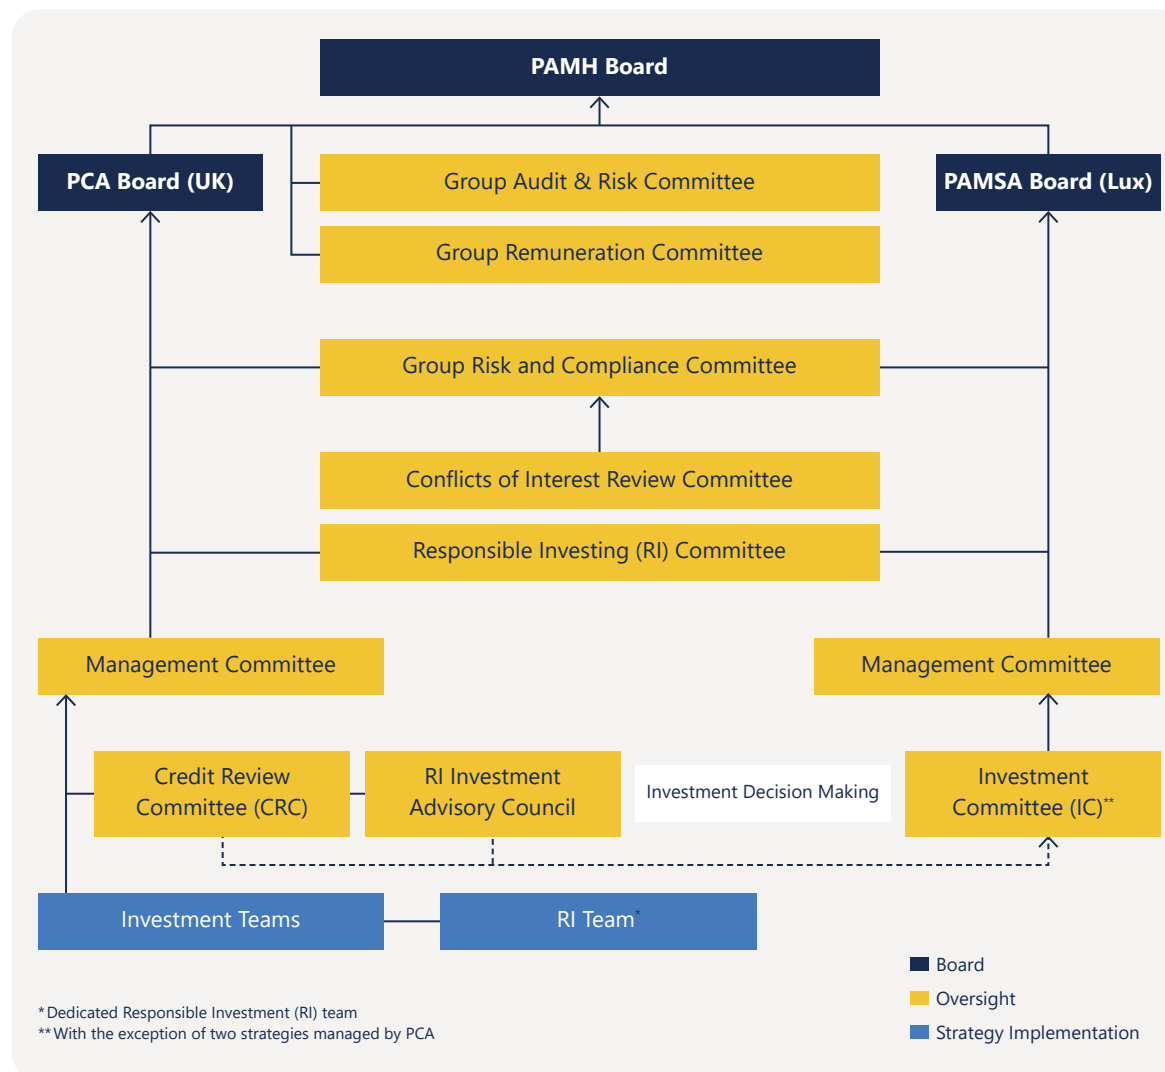 PAMH Board
PCA Board (UK)
Group Audit & Risk Committee
PAMSA Board (Lux)
Group Remuneration Committee
Group Risk and Compliance Committee
Conflicts of Interest Review Committee
Responsible Investing (RI) Committee
Management Committee
Management Committee
Credit Review
Committee (CRC)
RI Investment
Advisory Council
Investment Decision Making
Investment
Committee (IC)**
Investment Teams
RI Team*
Board
Oversight
Strategy Implementation
*Dedicated Responsible Investment (RI) team
**With the exception of two strategies managed by PCA